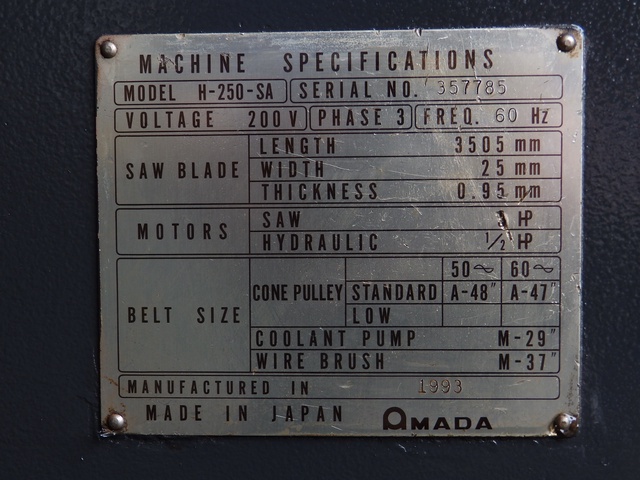 MACHINE SPECIFICATIONS
MODEL H-250-SA SERIAL NO. 357785
VOLTAGE 200V PHASE 3 FREQ. 60 Hz
SAW BLADE
LENGTH 3505 mm
WIDTH 25 mm
THICKNESS 0.95 mm
MOTORS
SAW HP
HYDRAULIC 1/2 HP
BELT SIZE
CONE PULLEY
50~ 60~
STANDARD A-48" A-47"
LOW
COOLANT PUMP M-29"
WIRE BRUSH M-37"
MANUFACTURED IN 1993
MADE IN JAPAN AMADA